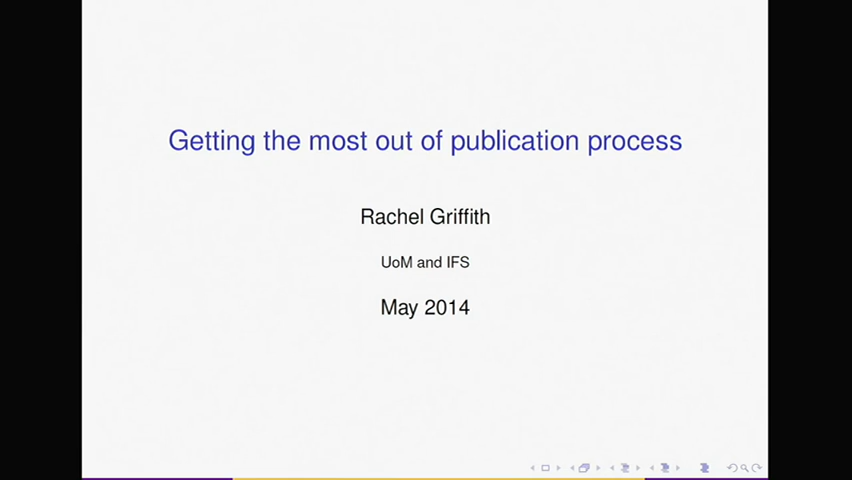 Getting the most out of publication process
Rachel Griffith
UoM and IFS
May 2014